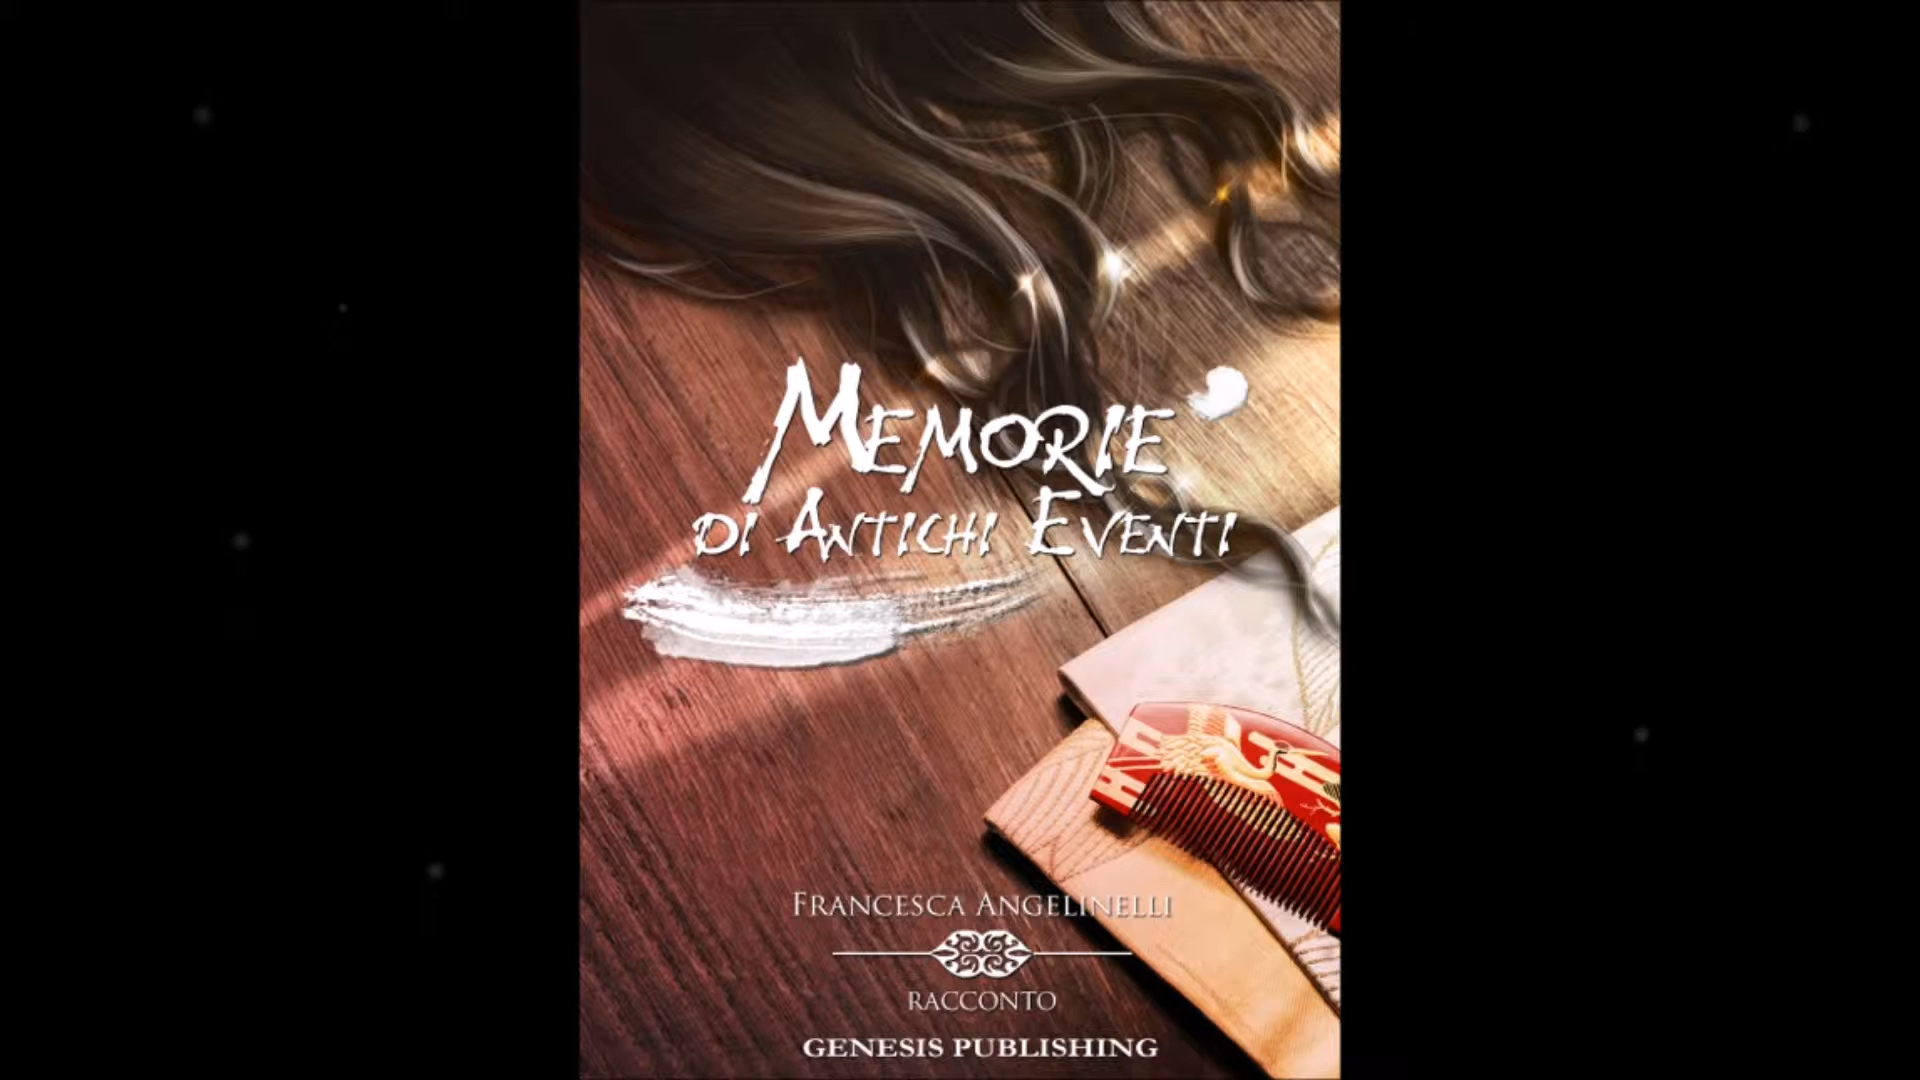 MEMORIE
DI ANTICHI EVENTI
FRANCESCA ANGELINELLI
RACCONTO
GENESIS PUBLISHING